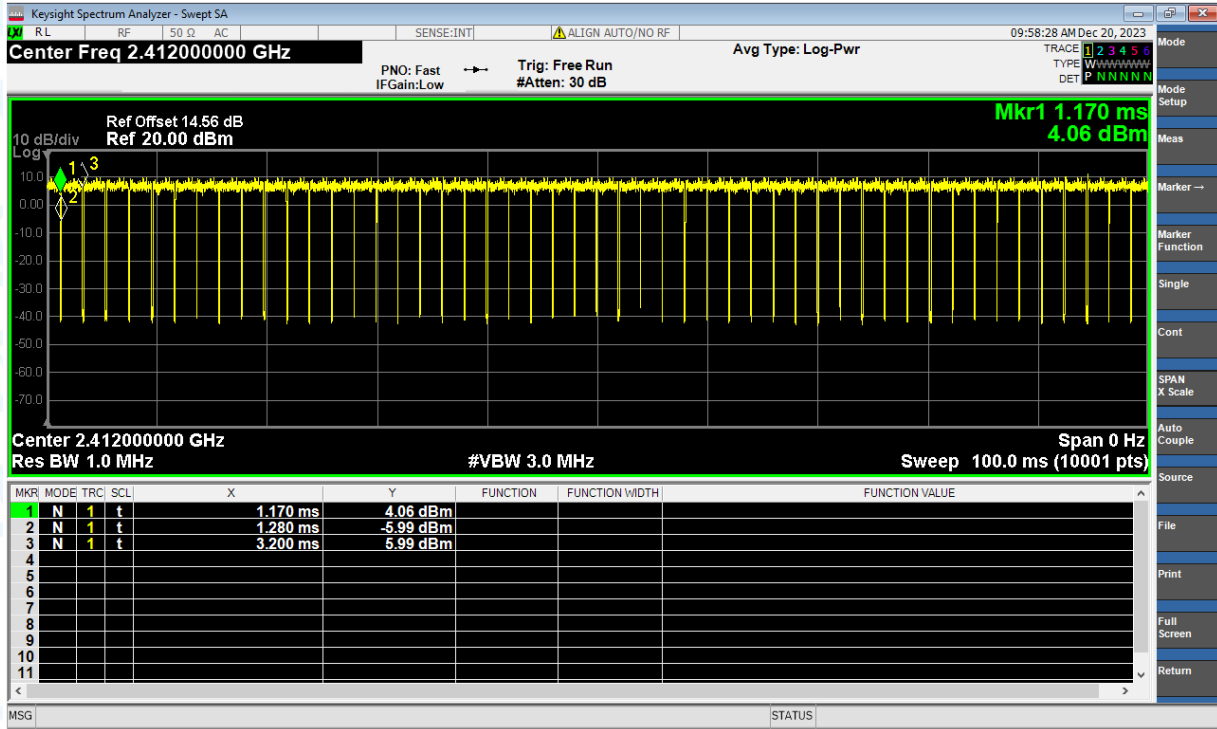 Keysight Spectrum Analyzer - Swept SA
LXI RL RF 50 Ω AC SENSE:INT ALIGN AUTO/NO RF 09:58:28 AM Dec 20, 2023
Center Freq 2.412000000 GHz
Avg Type: Log-Pwr
TRACE 1 2 3 4 5 6
TYPE WWWWWW
DET P N N N N N
PNO: Fast
IFGain:Low
Trig: Free Run
#Atten: 30 dB
Ref Offset 14.56 dB
Ref 20.00 dBm
10 dB/div
Log
Mkr1 1.170 ms
4.06 dBm
1
3
2
10.0
0.00
-10.0
-20.0
-30.0
-40.0
-50.0
-60.0
-70.0
Center 2.412000000 GHz Span 0 Hz
Res BW 1.0 MHz #VBW 3.0 MHz Sweep 100.0 ms (10001 pts)
MKR MODE TRC SCL X Y FUNCTION FUNCTION WIDTH FUNCTION VALUE
1 N 1 t 1.170 ms 4.06 dBm
2 N 1 t 1.280 ms -5.99 dBm
3 N 1 t 3.200 ms 5.99 dBm
4
5
6
7
8
9
10
11
MSG STATUS
Mode
Mode
Setup
Meas
Marker→
Marker
Function
Single
Cont
SPAN
X Scale
Auto
Couple
Source
File
Print
Full
Screen
Return